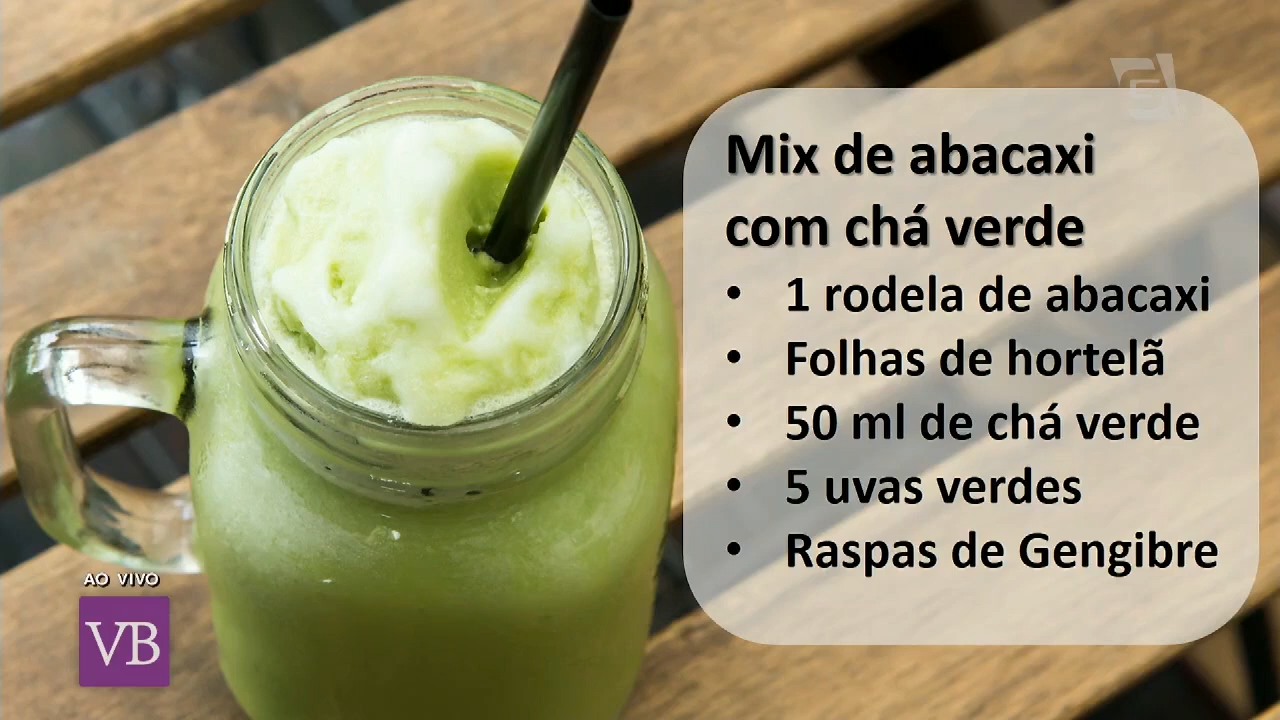 Mix de abacaxi
com chá verde
• 1 rodela de abacaxi
• Folhas de hortelã
• 50 ml de chá verde
• 5 uvas verdes
• Raspas de Gengibre
AO VIVO
VB